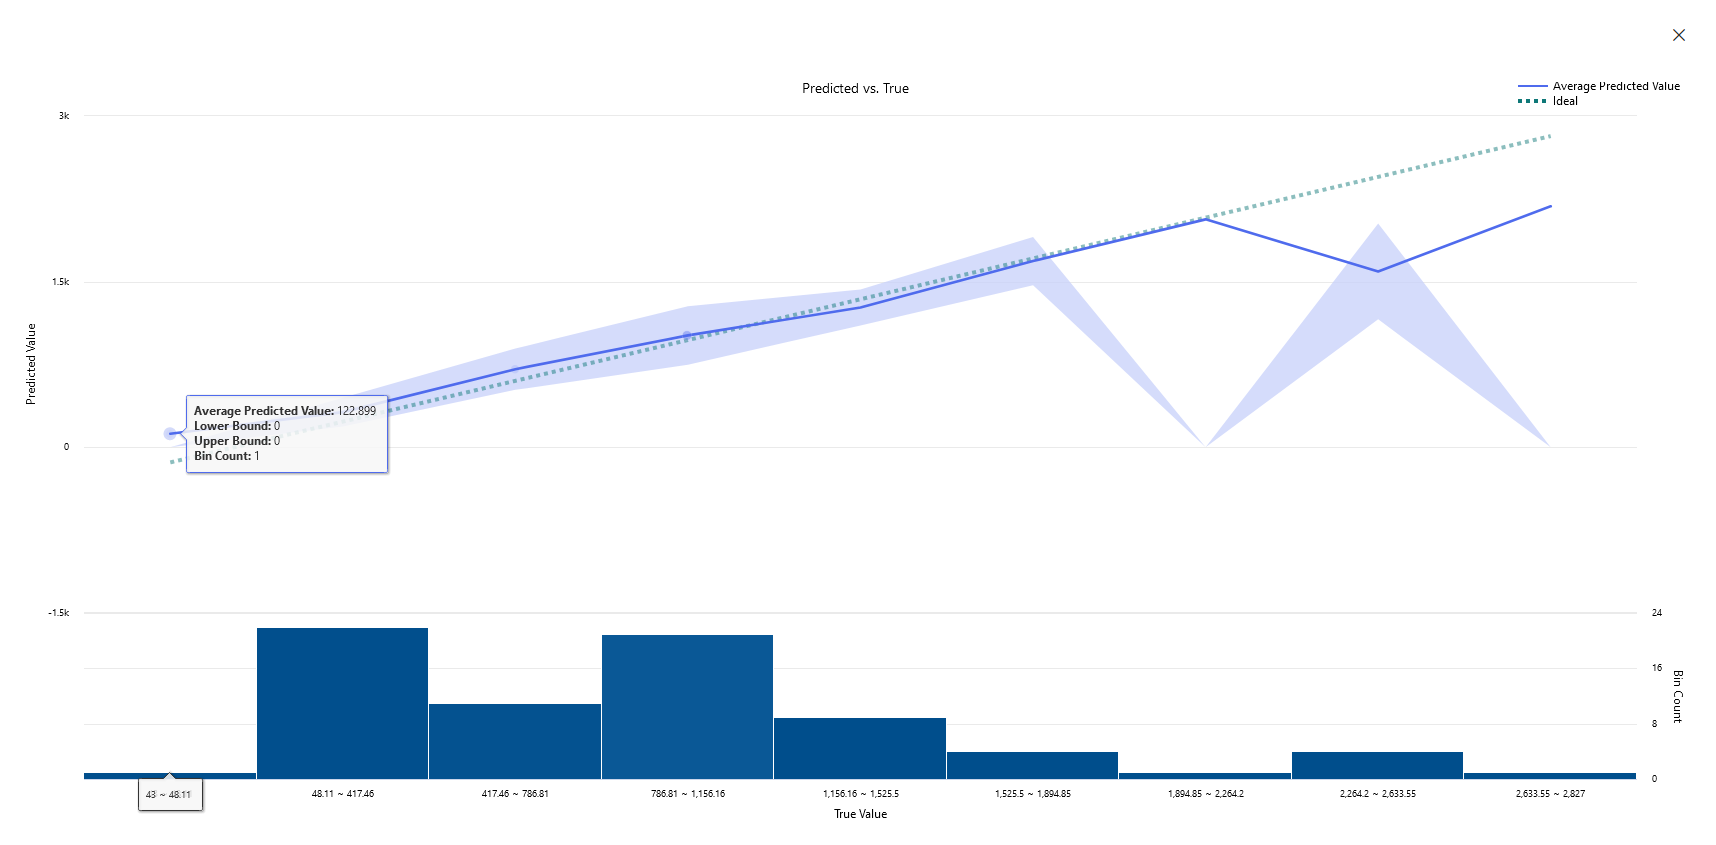 Predicted vs. True
Average Predicted Value
Ideal
3k
1.5k
0
-1.5k
Predicted Value
Average Predicted Value: 122.899
Lower Bound: 0
Upper Bound: 0
Bin Count: 1
24
16
8
0
Bin Count
43 ~ 48.11
48.11 ~ 417.46
417.46 ~ 786.81
786.81 ~ 1,156.16
1,156.16 ~ 1,525.5
1,525.5 ~ 1,894.85
1,894.85 ~ 2,264.2
2,264.2 ~ 2,633.55
2,633.55 ~ 2,827
True Value